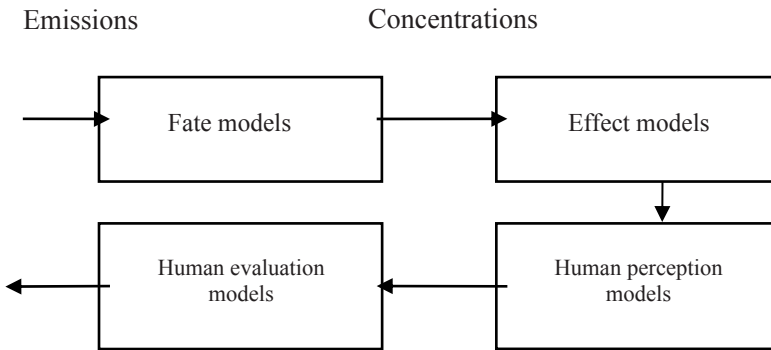 Emissions
Concentrations
Fate models
Effect models
Human evaluation
models
Human perception
models